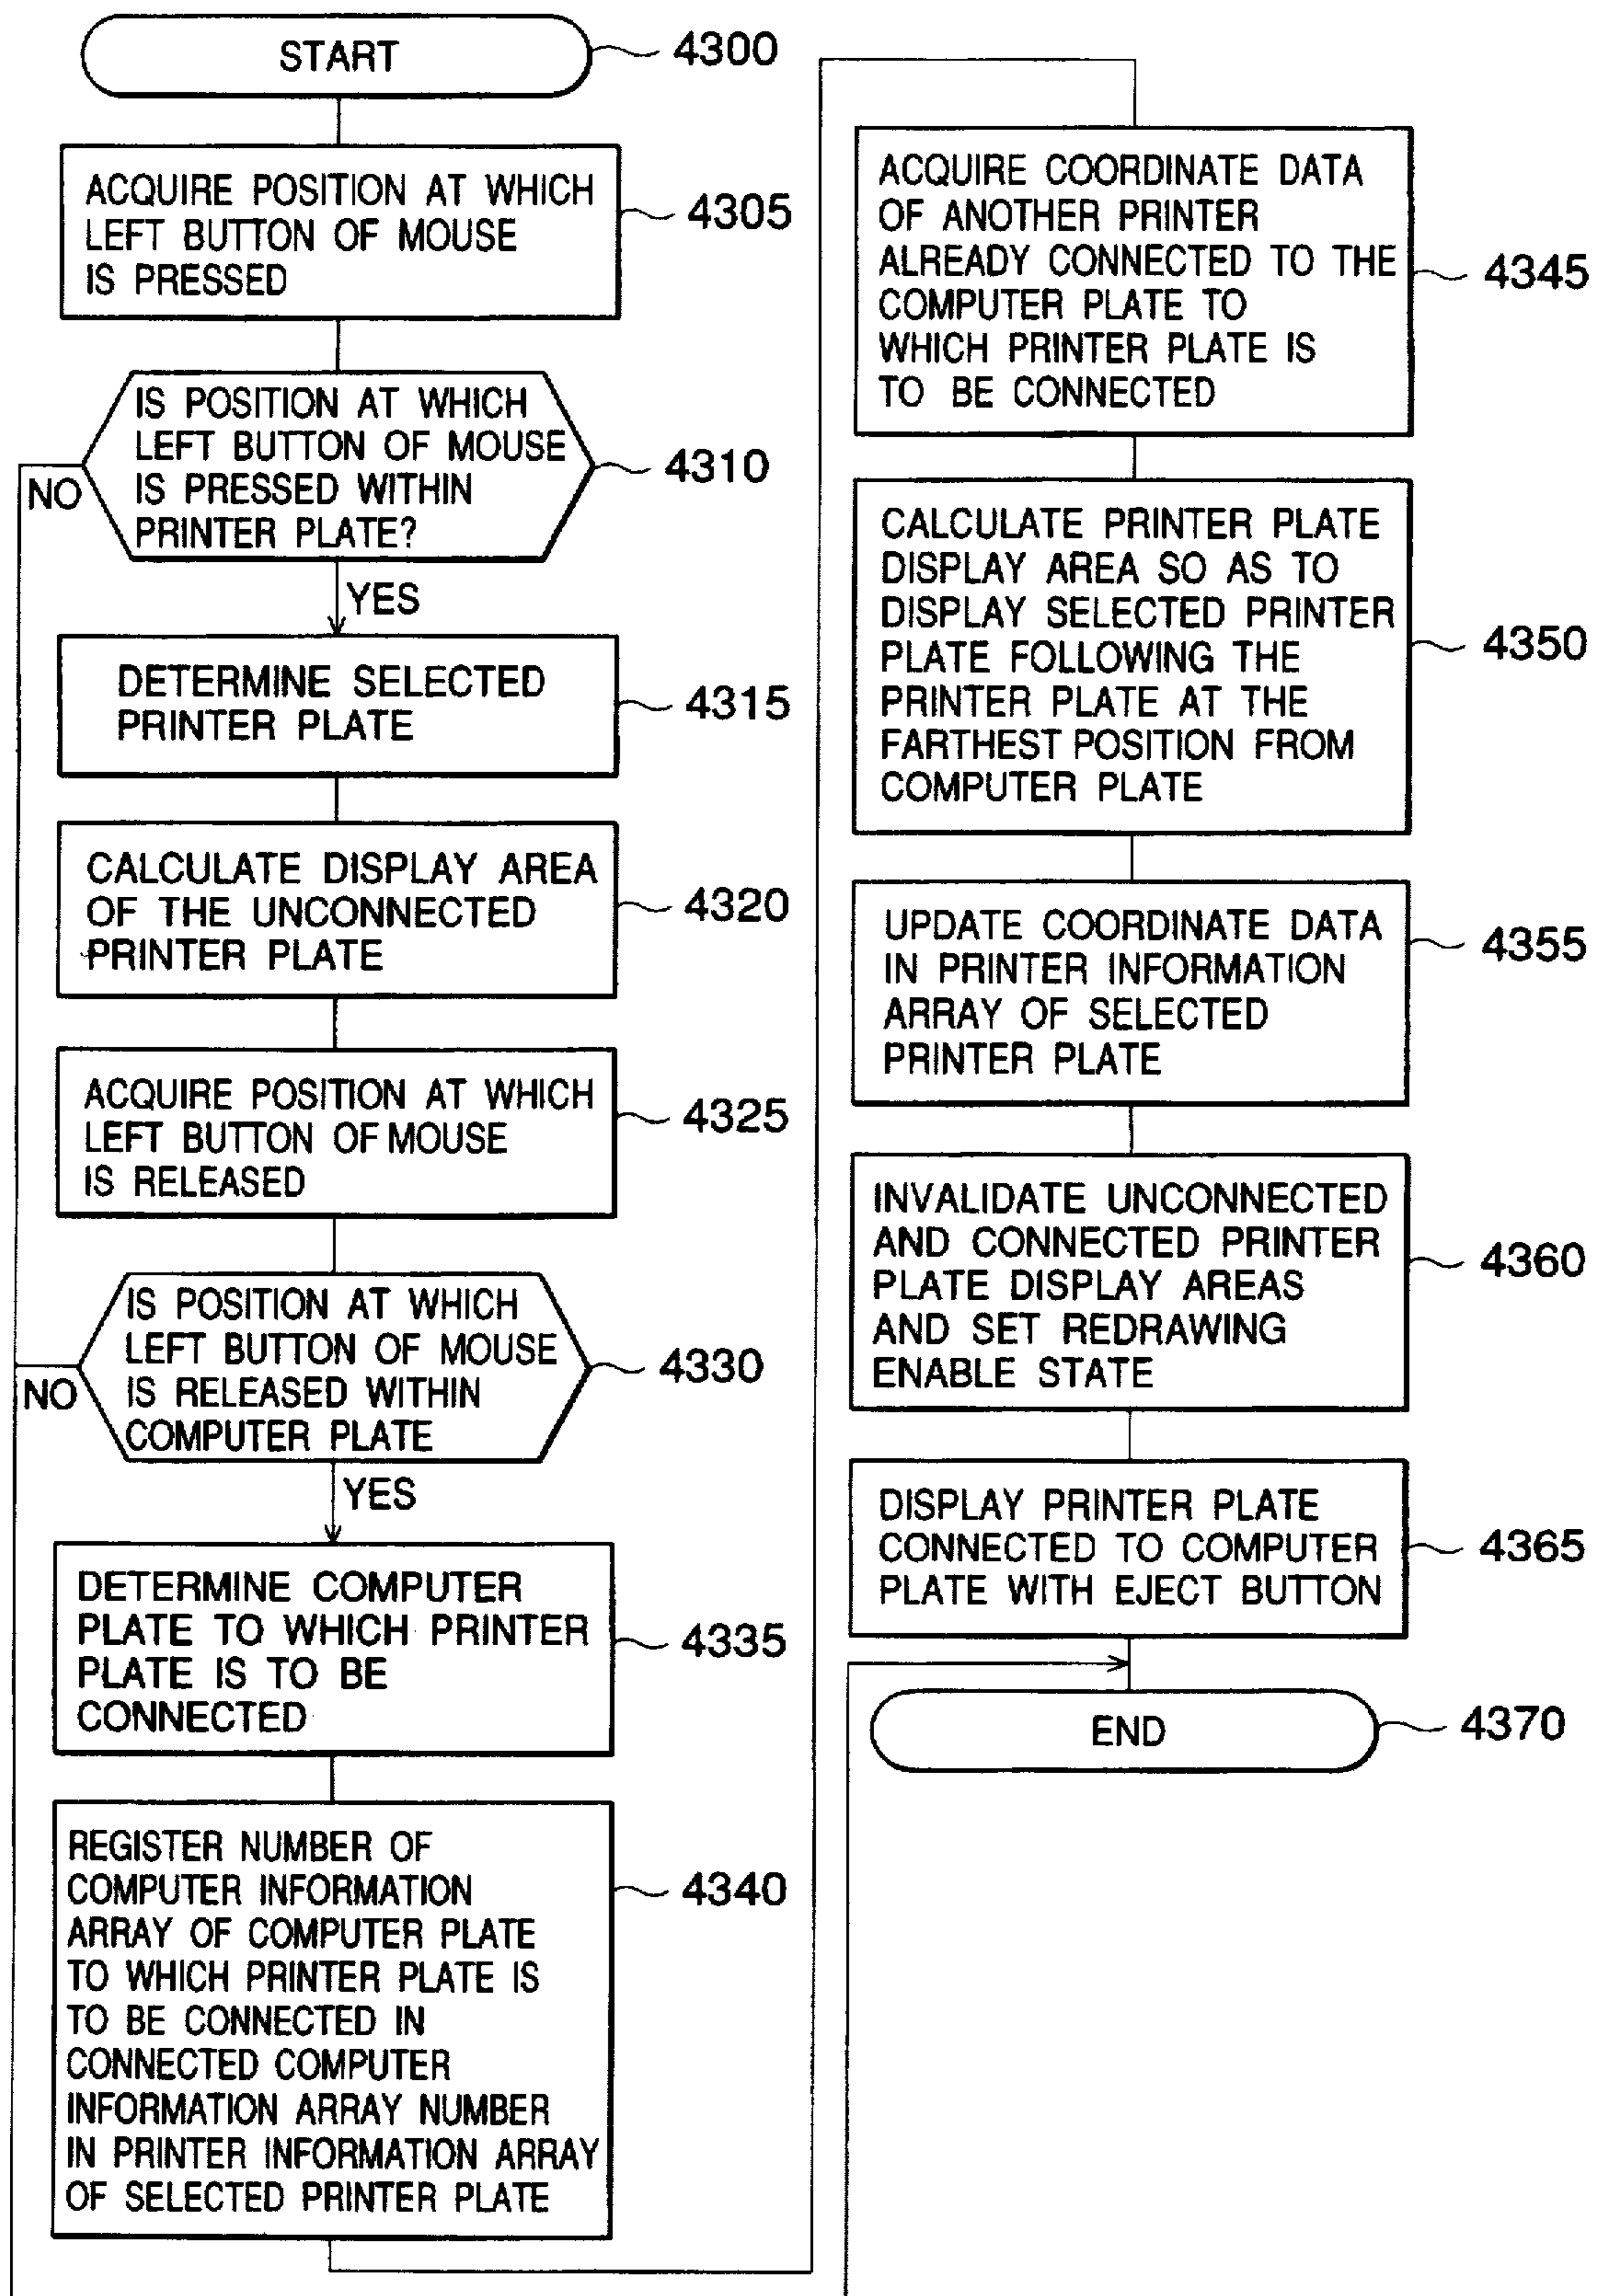 START
4300
ACQUIRE POSITION AT WHICH
LEFT BUTTON OF MOUSE
IS PRESSED
4305
IS POSITION AT WHICH
LEFT BUTTON OF MOUSE
IS PRESSED WITHIN
PRINTER PLATE?
4310
NO
YES
DETERMINE SELECTED
PRINTER PLATE
4315
CALCULATE DISPLAY AREA
OF THE UNCONNECTED
PRINTER PLATE
4320
ACQUIRE POSITION AT WHICH
LEFT BUTTON OF MOUSE
IS RELEASED
4325
IS POSITION AT WHICH
LEFT BUTTON OF MOUSE
IS RELEASED WITHIN
COMPUTER PLATE
4330
NO
YES
DETERMINE COMPUTER
PLATE TO WHICH PRINTER
PLATE IS TO BE
CONNECTED
4335
REGISTER NUMBER OF
COMPUTER INFORMATION
ARRAY OF COMPUTER PLATE
TO WHICH PRINTER PLATE IS
TO BE CONNECTED IN
CONNECTED COMPUTER
INFORMATION ARRAY NUMBER
IN PRINTER INFORMATION ARRAY
OF SELECTED PRINTER PLATE
4340
ACQUIRE COORDINATE DATA
OF ANOTHER PRINTER
ALREADY CONNECTED TO THE
COMPUTER PLATE TO
WHICH PRINTER PLATE IS
TO BE CONNECTED
4345
CALCULATE PRINTER PLATE
DISPLAY AREA SO AS TO
DISPLAY SELECTED PRINTER
PLATE FOLLOWING THE
PRINTER PLATE AT THE
FARTHEST POSITION FROM
COMPUTER PLATE
4350
UPDATE COORDINATE DATA
IN PRINTER INFORMATION
ARRAY OF SELECTED
PRINTER PLATE
4355
INVALIDATE UNCONNECTED
AND CONNECTED PRINTER
PLATE DISPLAY AREAS
AND SET REDRAWING
ENABLE STATE
4360
DISPLAY PRINTER PLATE
CONNECTED TO COMPUTER
PLATE WITH EJECT BUTTON
4365
END
4370